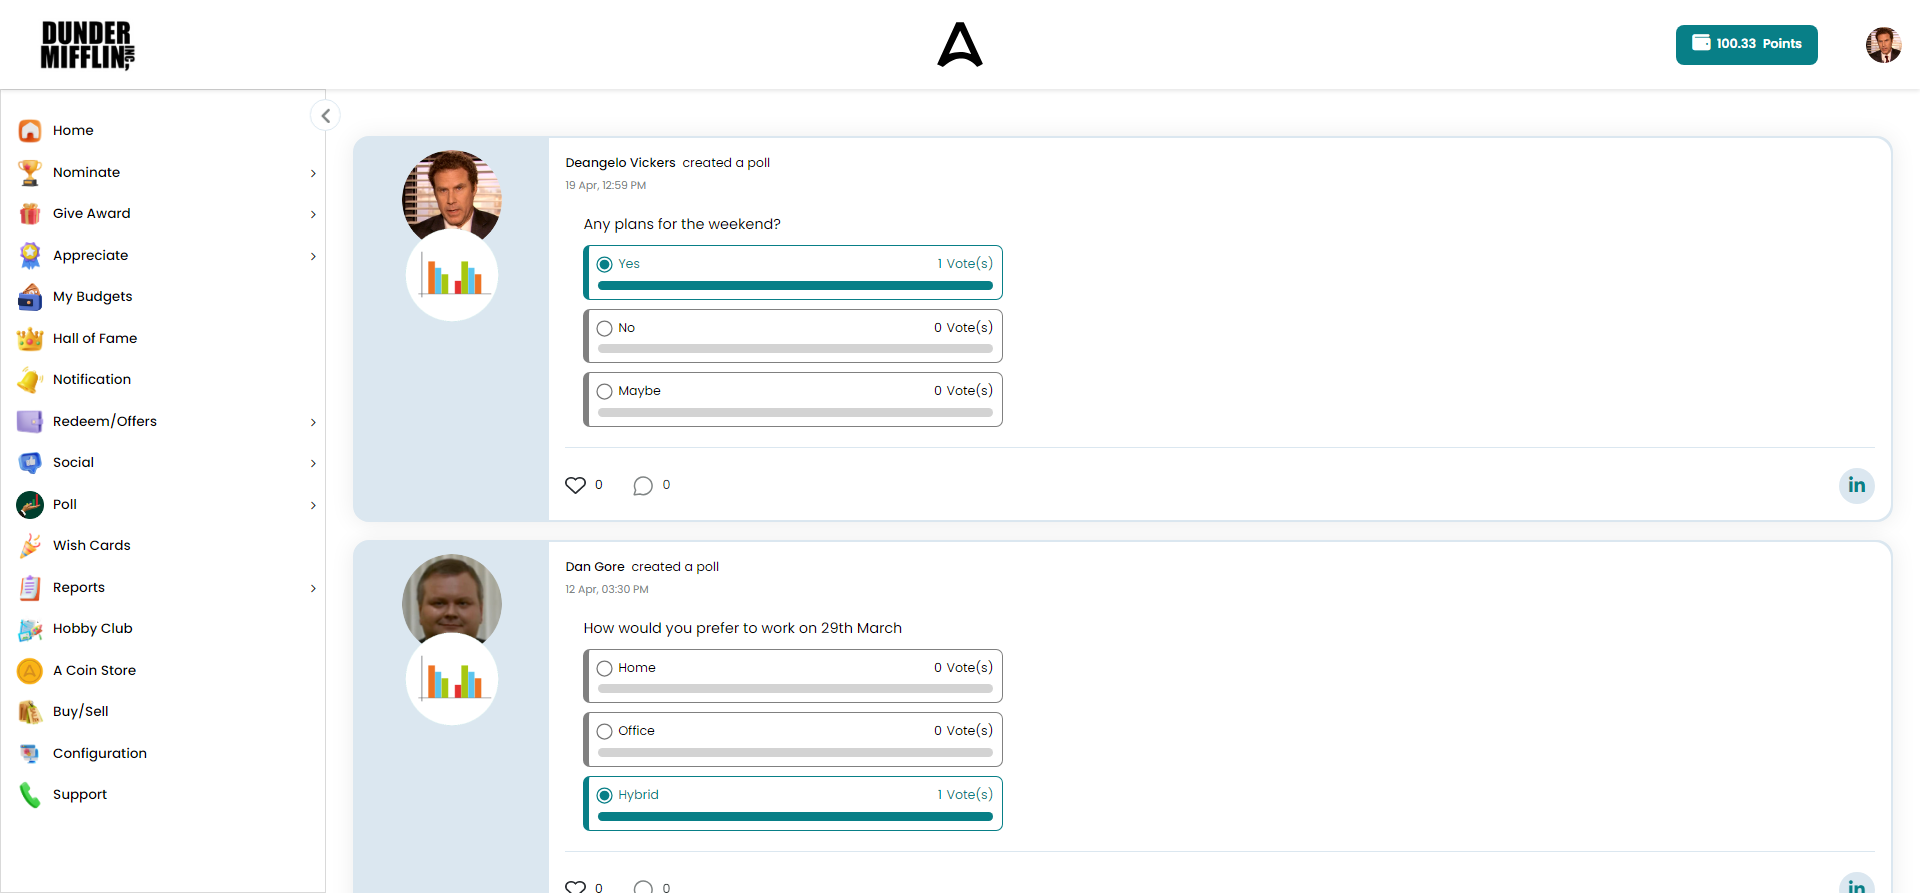 DUNDER
MIFFLIN INC,
100.33 Points
Home
Nominate
Give Award
Appreciate
My Budgets
Hall of Fame
Notification
Redeem/Offers
Social
Poll
Wish Cards
Reports
Hobby Club
A Coin Store
Buy/Sell
Configuration
Support
Deangelo Vickers created a poll
19 Apr, 12:59 PM
Any plans for the weekend?
Yes 1 Vote(s)
No 0 Vote(s)
Maybe 0 Vote(s)
0 0
in
Dan Gore created a poll
12 Apr, 03:30 PM
How would you prefer to work on 29th March
Home 0 Vote(s)
Office 0 Vote(s)
Hybrid 1 Vote(s)
0 0
in